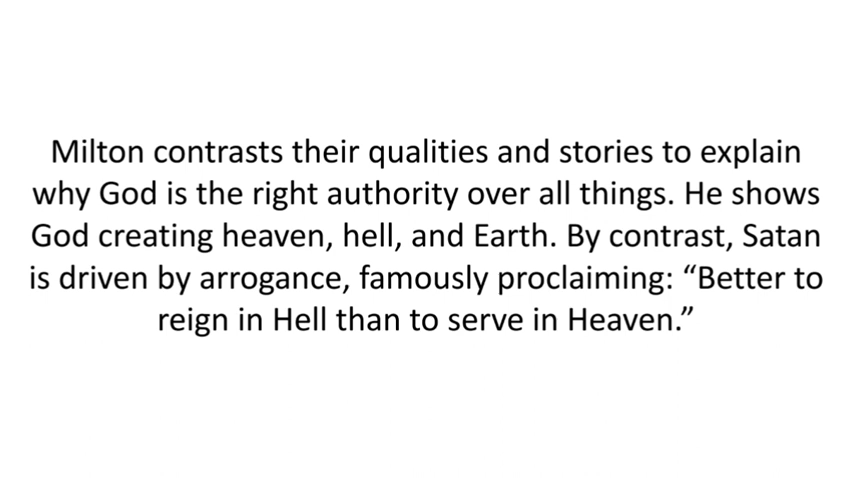 Milton contrasts their qualities and stories to explain
why God is the right authority over all things. He shows
God creating heaven, hell, and Earth. By contrast, Satan
is driven by arrogance, famously proclaiming: “Better to
reign in Hell than to serve in Heaven.”